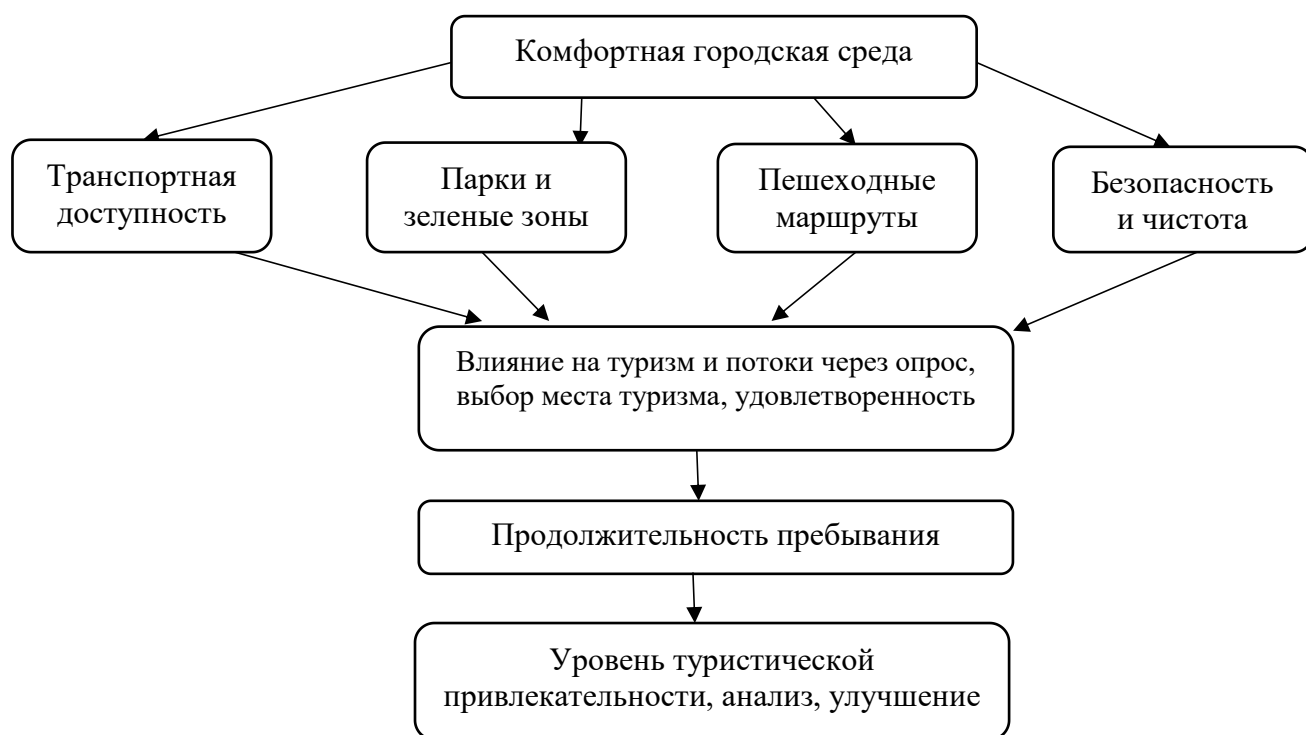 Комфортная городская среда
Транспортная
доступность
Парки и
зеленые зоны
Пешеходные
маршруты
Безопасность
и чистота
Влияние на туризм и потоки через опрос,
выбор места туризма, удовлетворенность
Продолжительность пребывания
Уровень туристической
привлекательности, анализ, улучшение